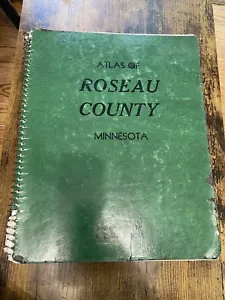 ATLAS OF
ROSEAU
COUNTY
MINNESOTA